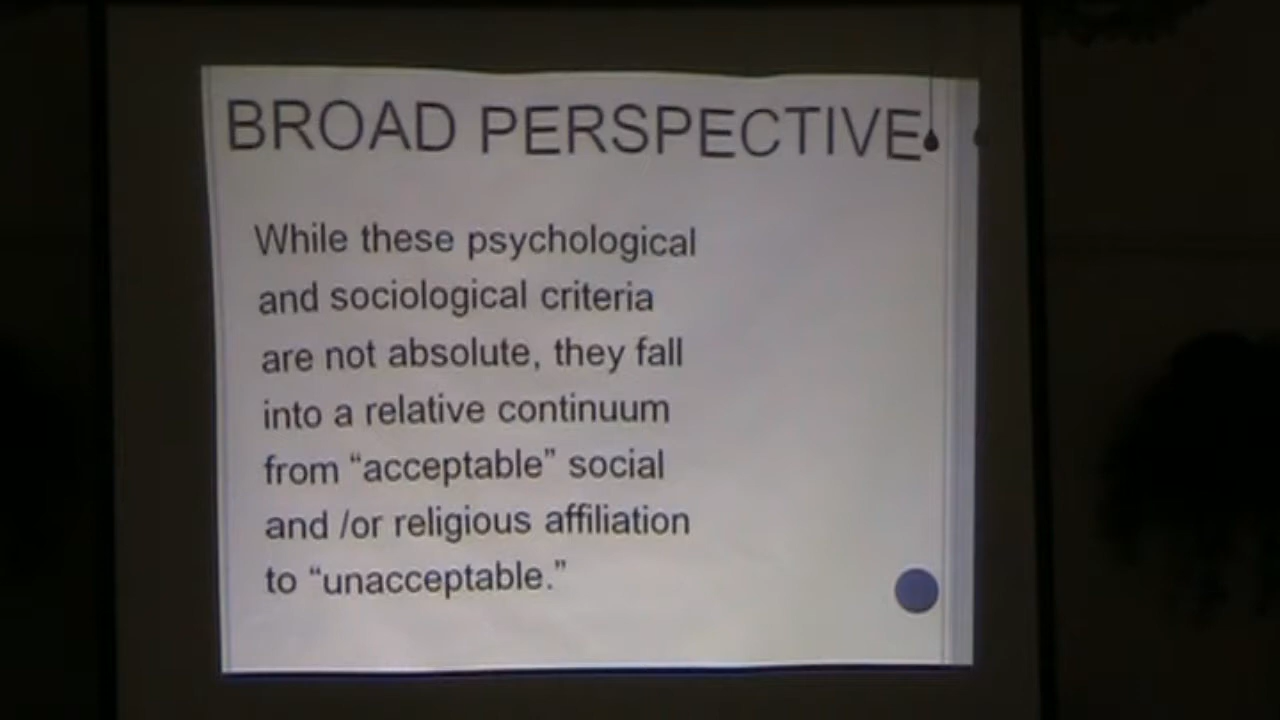 BROAD PERSPECTIVE
While these psychological
and sociological criteria
are not absolute, they fall
into a relative continuum
from “acceptable” social
and /or religious affiliation
to “unacceptable.”